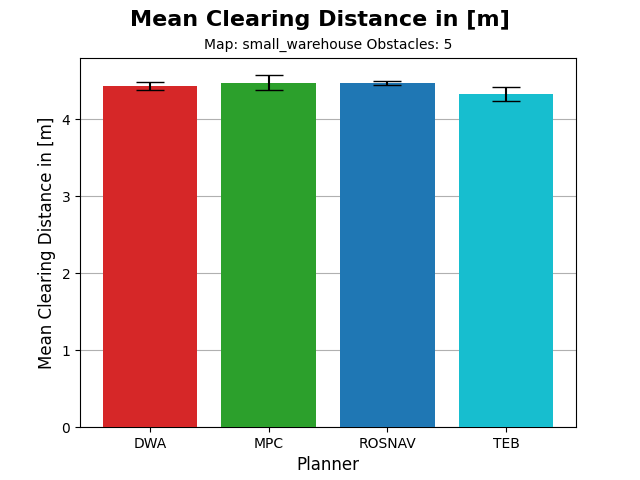 Mean Clearing Distance in [m]
Map: small_warehouse Obstacles: 5
Mean Clearing Distance in [m]
4
3
2
1
0
DWA MPC ROSNAV TEB
Planner